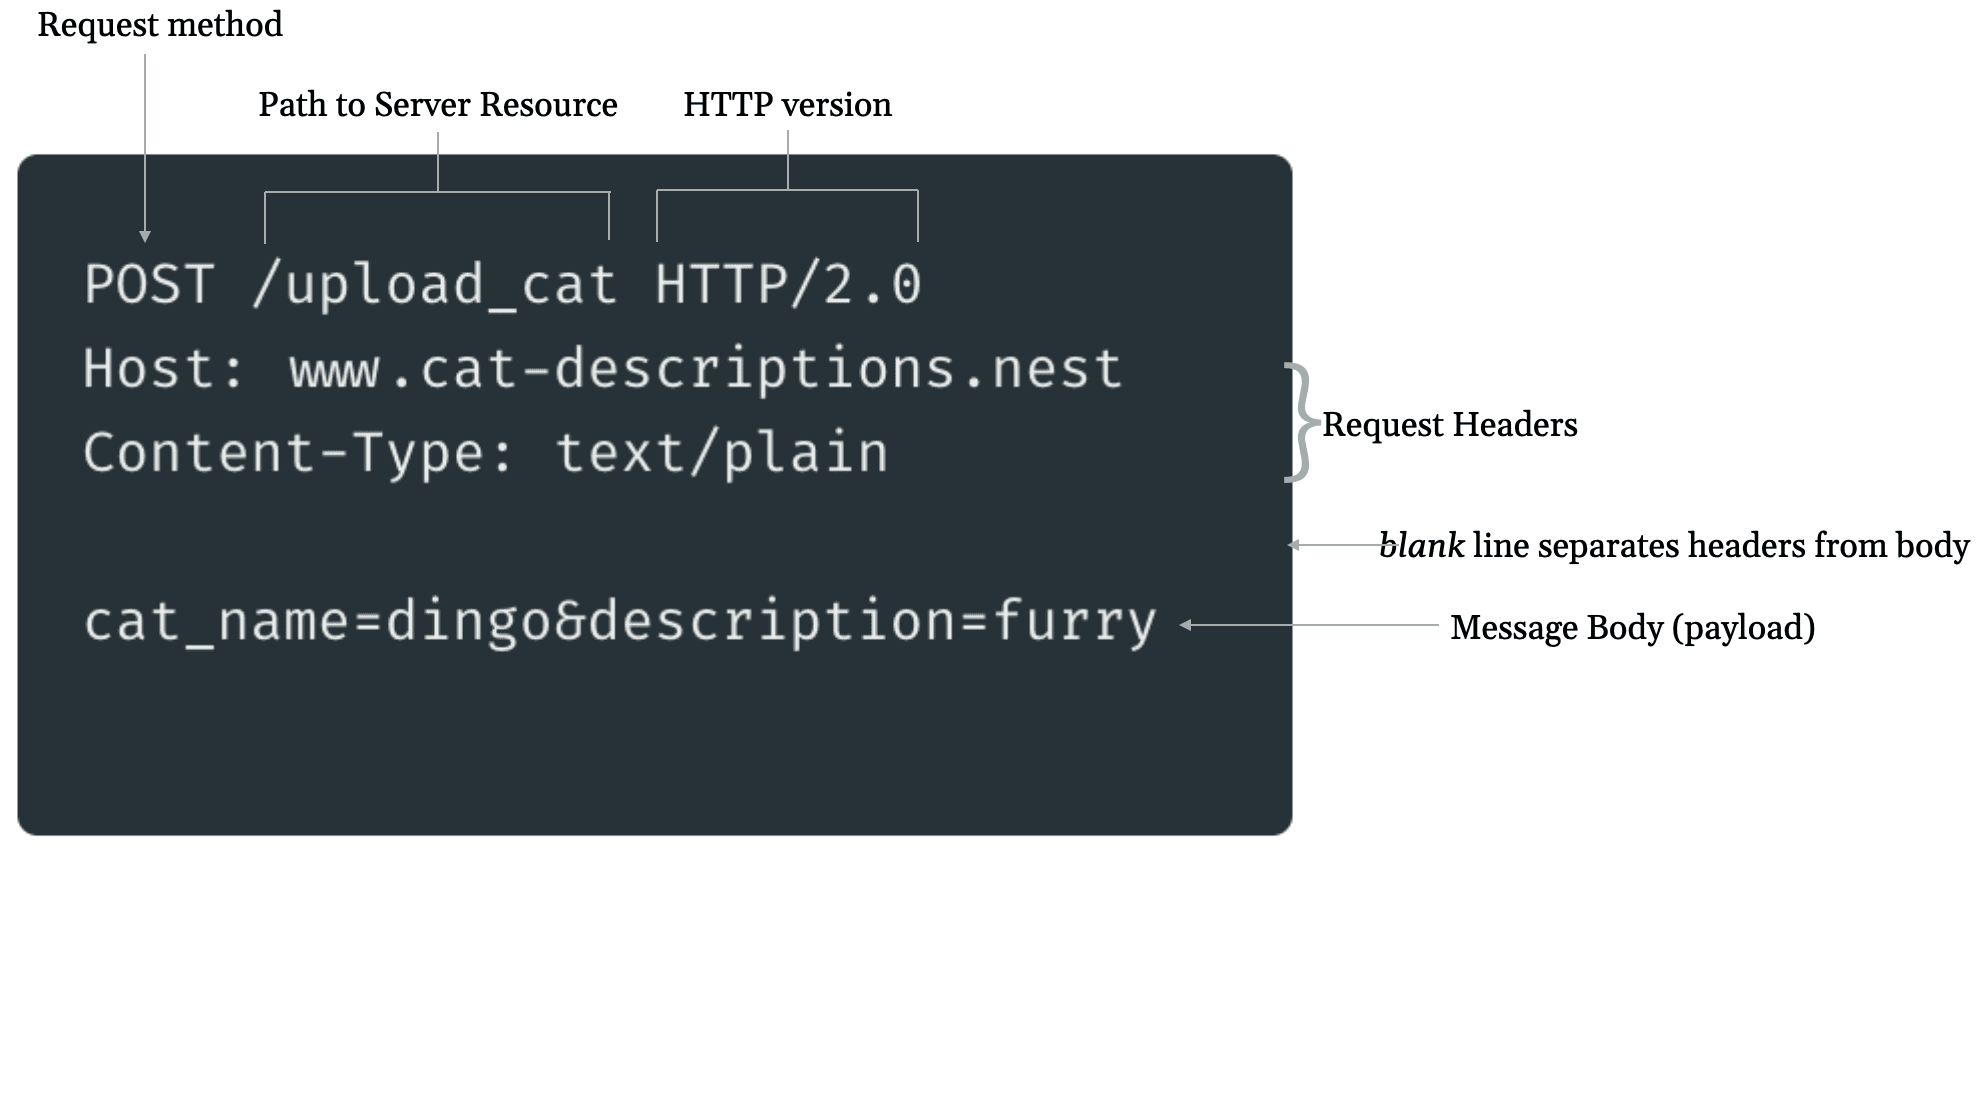 Request method
Path to Server Resource
HTTP version
POST /upload_cat HTTP/2.0
Host: www.cat-descriptions.nest
Content-Type: text/plain
Request Headers
blank line separates headers from body
cat_name=dingo&description=furry
Message Body (payload)